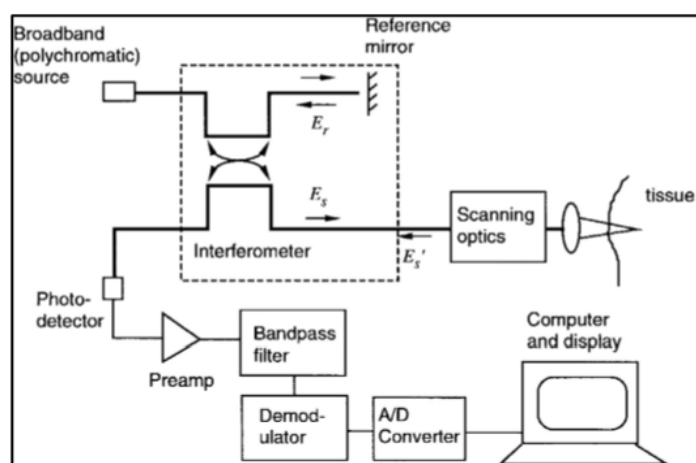 Broadband
(polychromatic)
source
Reference
mirror
E_r
E_s
Interferometer
E_s'
Scanning
optics
tissue
Photo-
detector
Preamp
Bandpass
filter
Demod-
ulator
A/D
Converter
Computer
and display